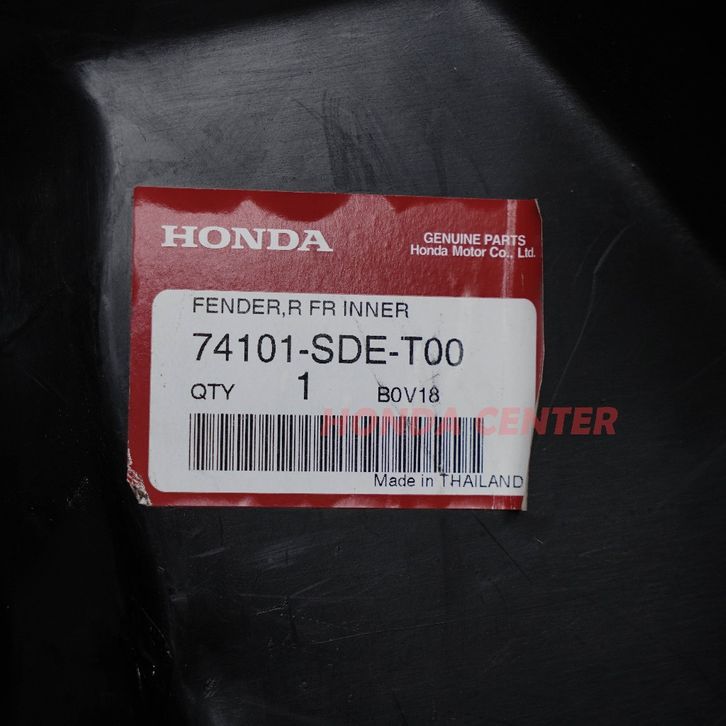 HONDA
GENUINE PARTS
Honda Motor Co., Ltd.
FENDER,R FR INNER
74101-SDE-T00
QTY 1 B0V18
HONDA CENTER
Made in THAILAND